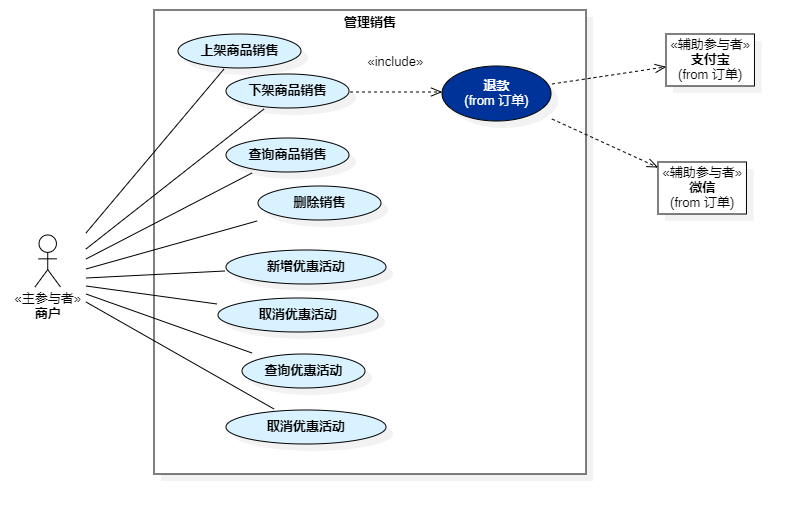 管理销售
上架商品销售
«include»
下架商品销售
退款
(from 订单)
«辅助参与者»
支付宝
(from 订单)
查询商品销售
«辅助参与者»
微信
(from 订单)
删除销售
新增优惠活动
«主参与者»
商户
取消优惠活动
查询优惠活动
取消优惠活动